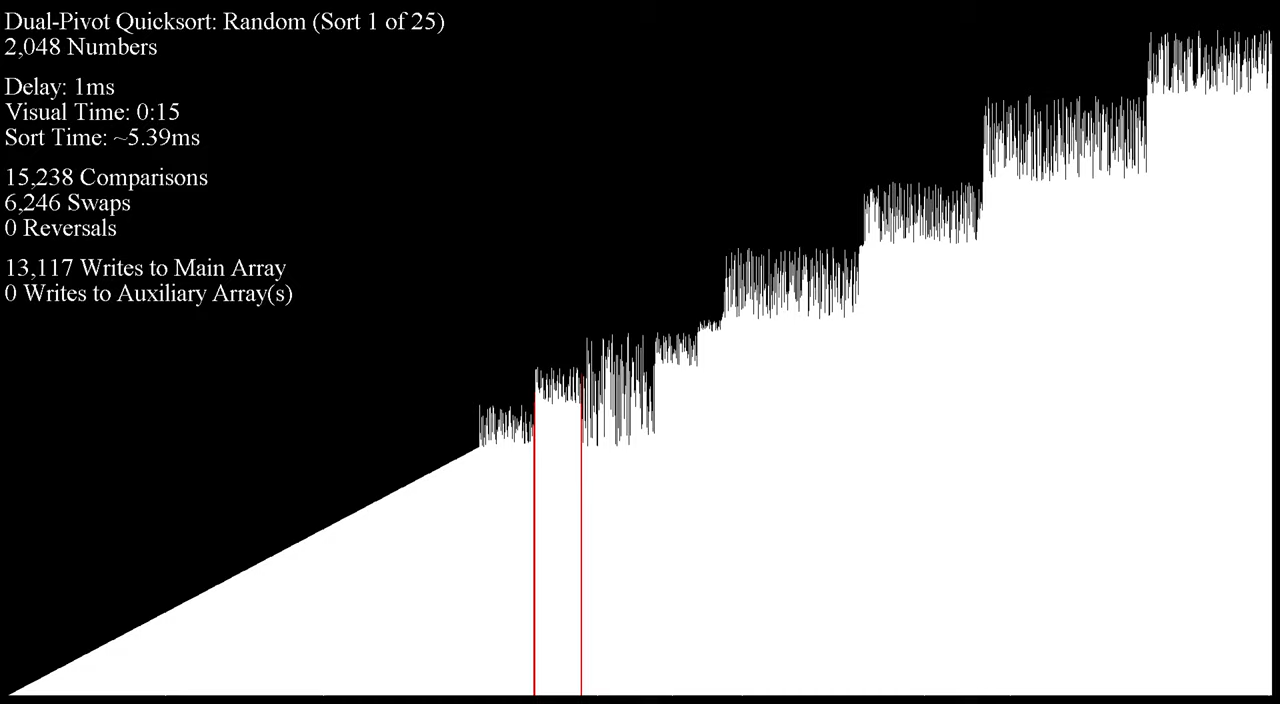 Dual-Pivot Quicksort: Random (Sort 1 of 25)
2,048 Numbers
Delay: 1ms
Visual Time: 0:15
Sort Time: ~5.39ms
15,238 Comparisons
6,246 Swaps
0 Reversals
13,117 Writes to Main Array
0 Writes to Auxiliary Array(s)